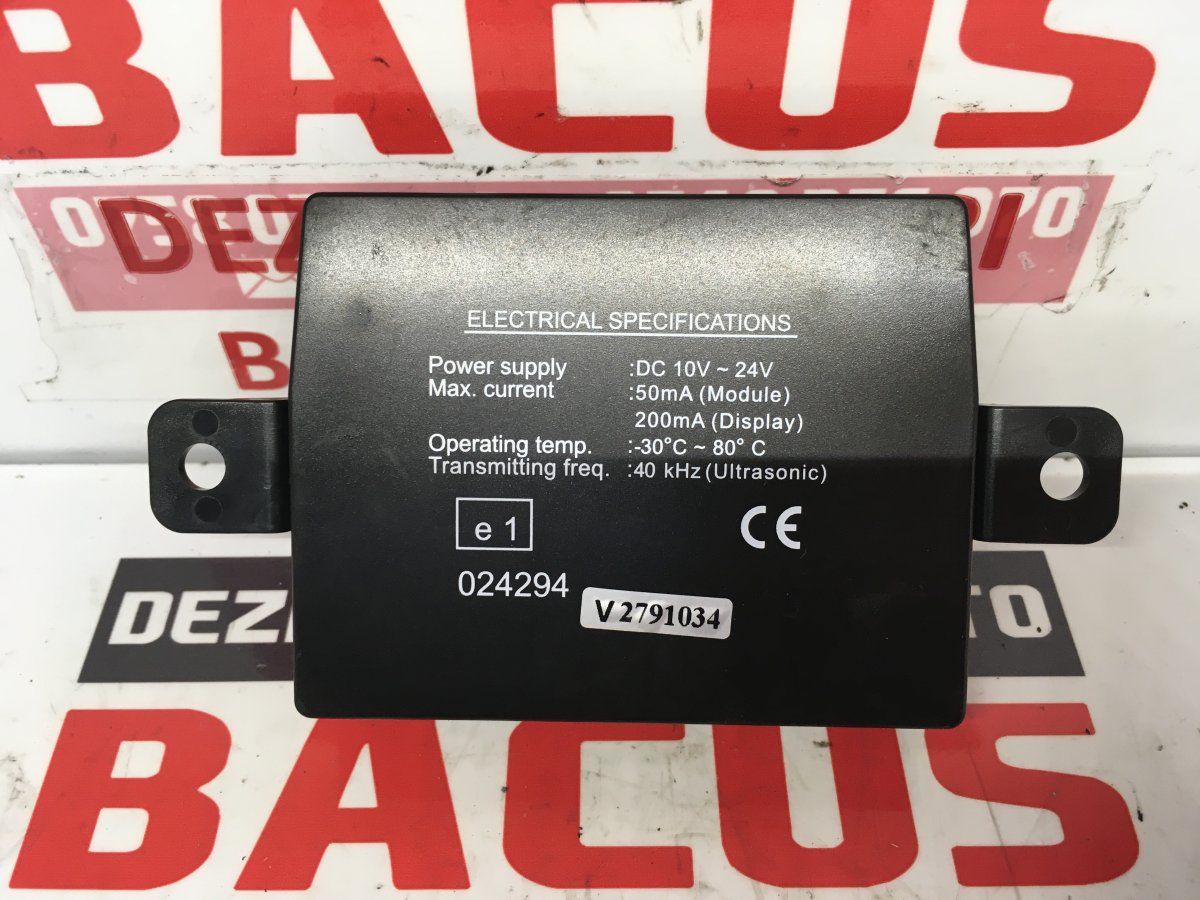 BACUS
DEZ
ELECTRICAL SPECIFICATIONS
Power supply :DC 10V ~ 24V
Max. current :50mA (Module)
200mA (Display)
Operating temp. :-30°C ~ 80° C
Transmitting freq. :40 kHz (Ultrasonic)
e 1
CE
024294
V 2791034
BACUS